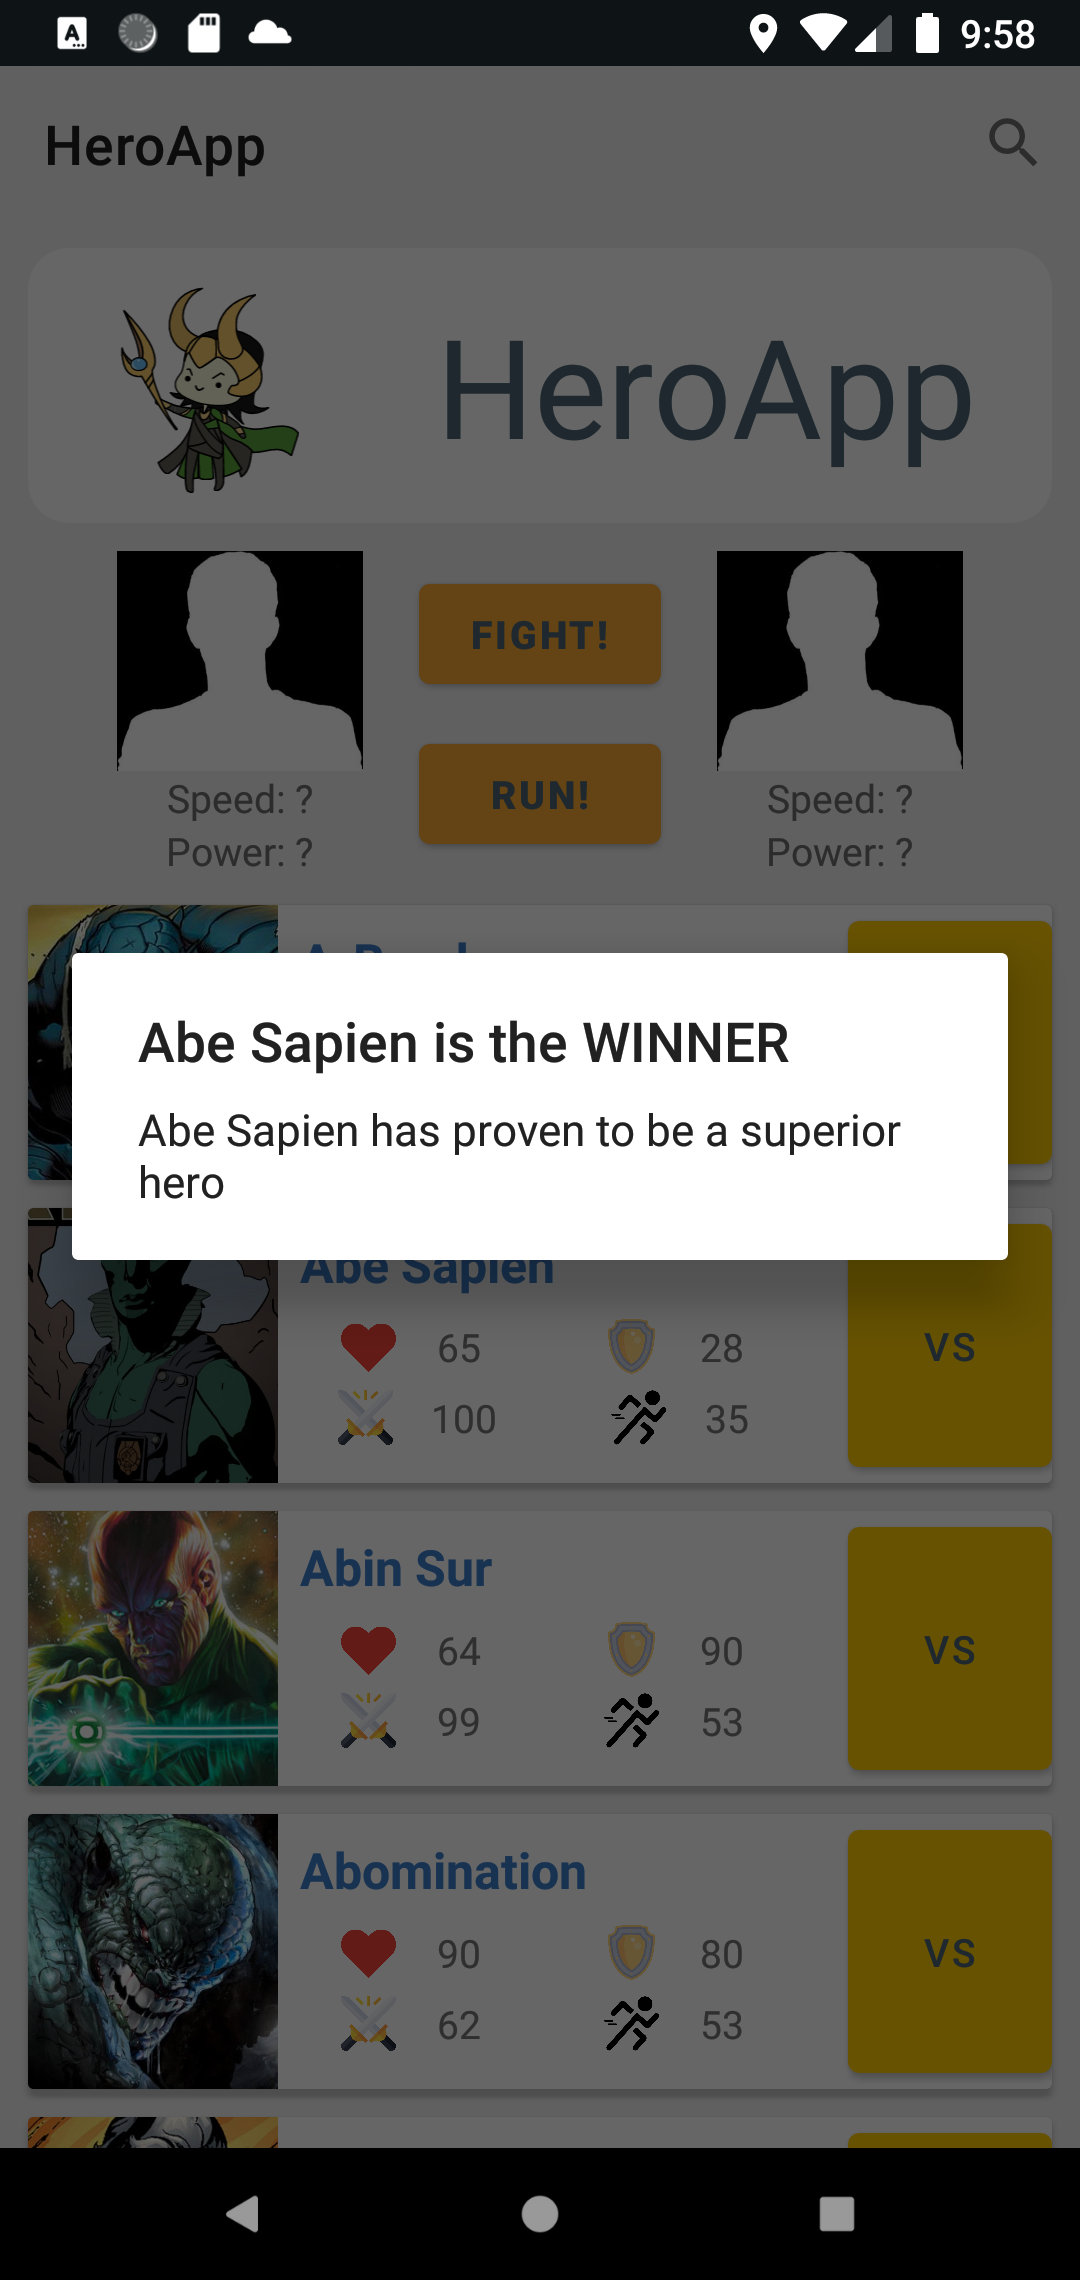 9:58
HeroApp
HeroApp
FIGHT!
RUN!
Speed: ?
Power: ?
Speed: ?
Power: ?
Abe Sapien is the WINNER
Abe Sapien has proven to be a superior
hero
Abe Sapien
65 28
100 35
VS
Abin Sur
64 90
99 53
VS
Abomination
90 80
62 53
VS